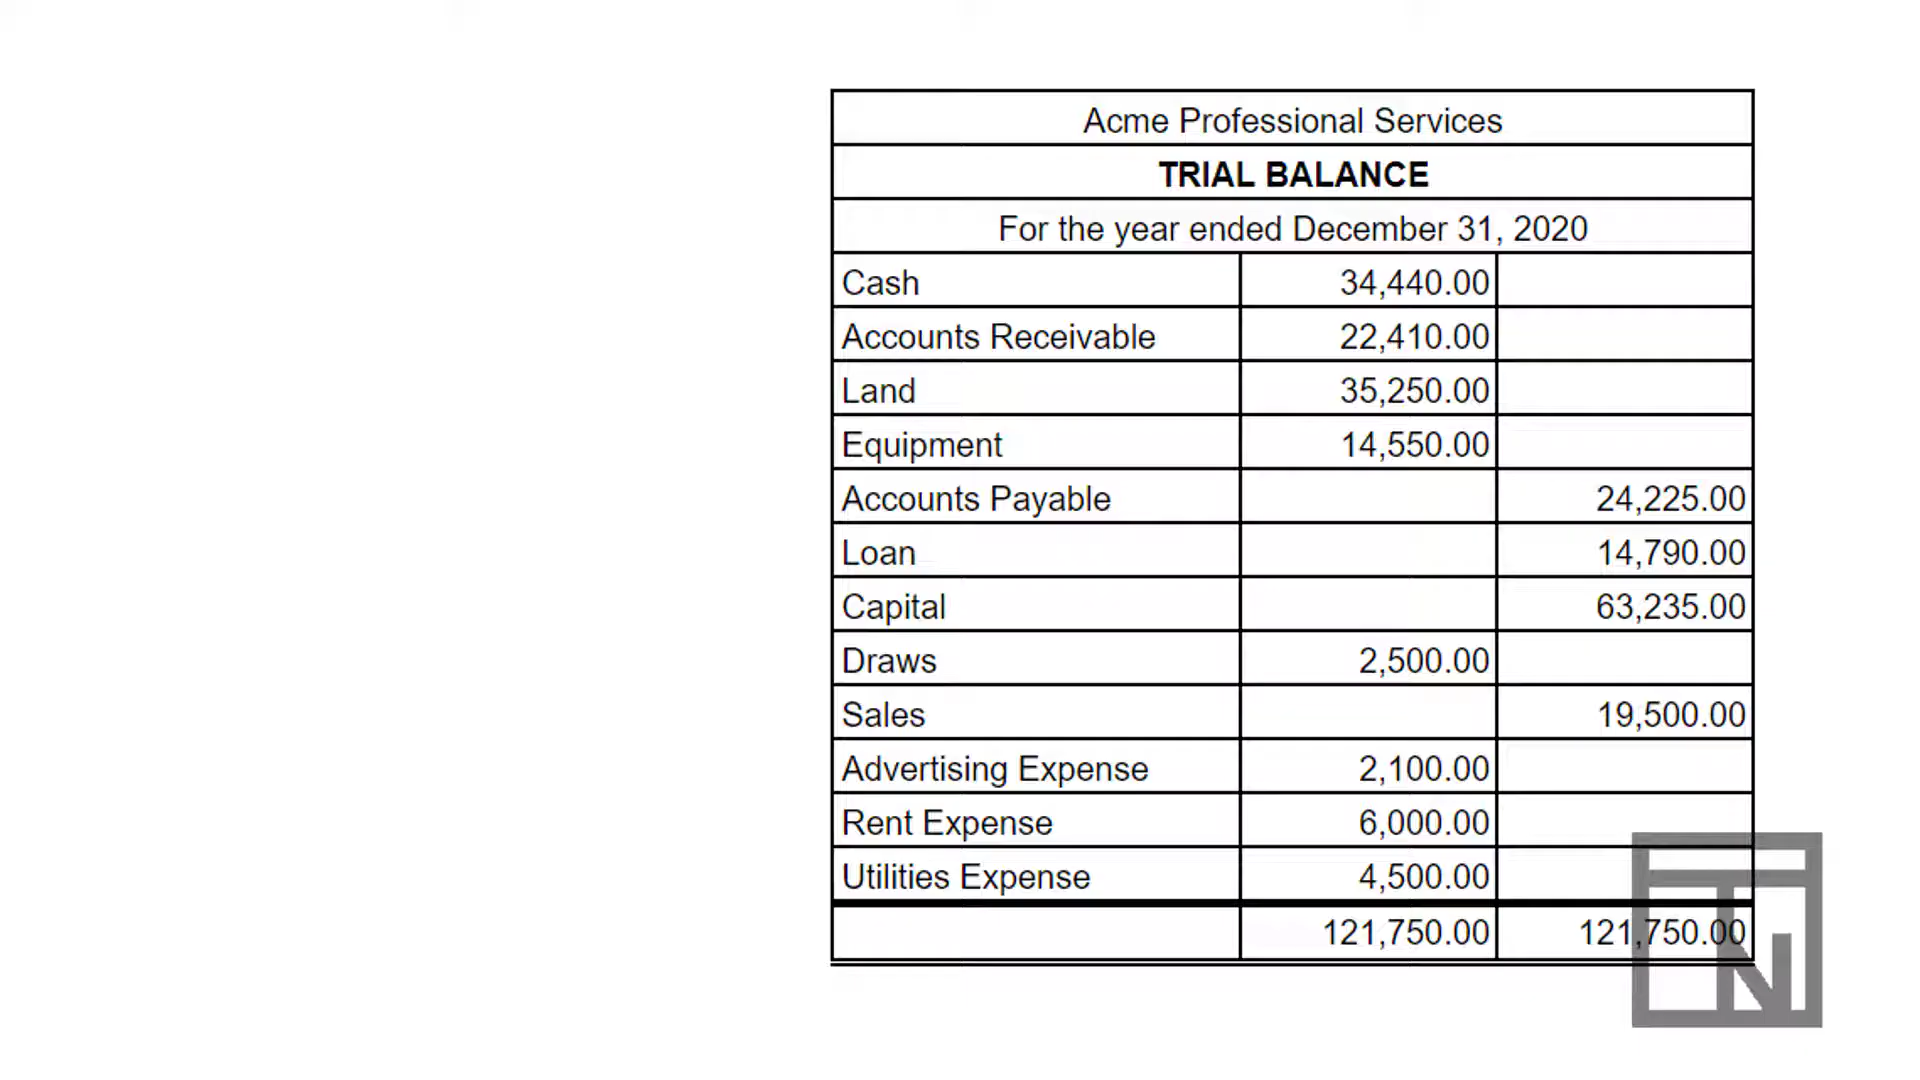 Acme Professional Services
TRIAL BALANCE
For the year ended December 31, 2020
Cash 34,440.00
Accounts Receivable 22,410.00
Land 35,250.00
Equipment 14,550.00
Accounts Payable 24,225.00
Loan 14,790.00
Capital 63,235.00
Draws 2,500.00
Sales 19,500.00
Advertising Expense 2,100.00
Rent Expense 6,000.00
Utilities Expense 4,500.00
121,750.00 121,750.00